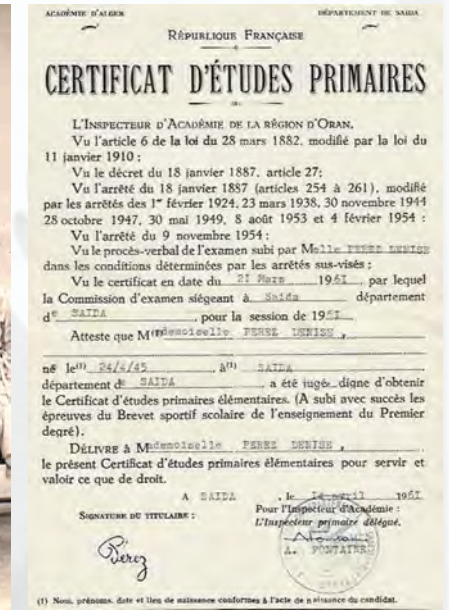 ACADÉMIE D'ALGER
DÉPARTEMENT DE SAIDA
RÉPUBLIQUE FRANÇAISE
CERTIFICAT D'ÉTUDES PRIMAIRES
L'INSPECTEUR D'ACADÉMIE DE LA RÉGION D'ORAN,
Vu l'article 6 de la loi du 28 mars 1882, modifié par la loi du
11 janvier 1910 ;
Vu le décret du 18 janvier 1887, article 27;
Vu l'arrêté du 18 janvier 1887 (articles 254 à 261), modifié
par les arrêtés des 1er février 1924, 23 mars 1938, 30 novembre 1944
28 octobre 1947, 30 mai 1949, 8 août 1953 et 4 février 1954 :
Vu l'arrêté du 9 novembre 1954 ;
Vu le procès-verbal de l'examen subi par Melle PEREZ DENISE
dans les conditions déterminées par les arrêtés sus-visés ;
Vu le certificat en date du 21 Mars 1961 par lequel
la Commission d'examen siégeant à Saida département
de SAIDA, pour la session de 1961
Atteste que Mademoiselle PEREZ DENISE,
né le(1) 24/4/45 à(1) SAIDA
département de SAIDA, a été jugée digne d'obtenir
le Certificat d'études primaires élémentaires. (A subi avec succès les
épreuves du Brevet sportif scolaire de l'enseignement du Premier
degré).
DÉLIVRE à Mademoiselle PEREZ DENISE,
le présent Certificat d'études primaires élémentaires pour servir et
valoir ce que de droit.
A SAIDA, le 14 avril 1961
SIGNATURE DU TITULAIRE :
Pour l'Inspecteur d'Académie :
L'Inspecteur primaire délégué,
Pérez
A. FONTAINE
(1) Nom, prénoms, date et lieu de naissance conformes à l'acte de naissance du candidat.